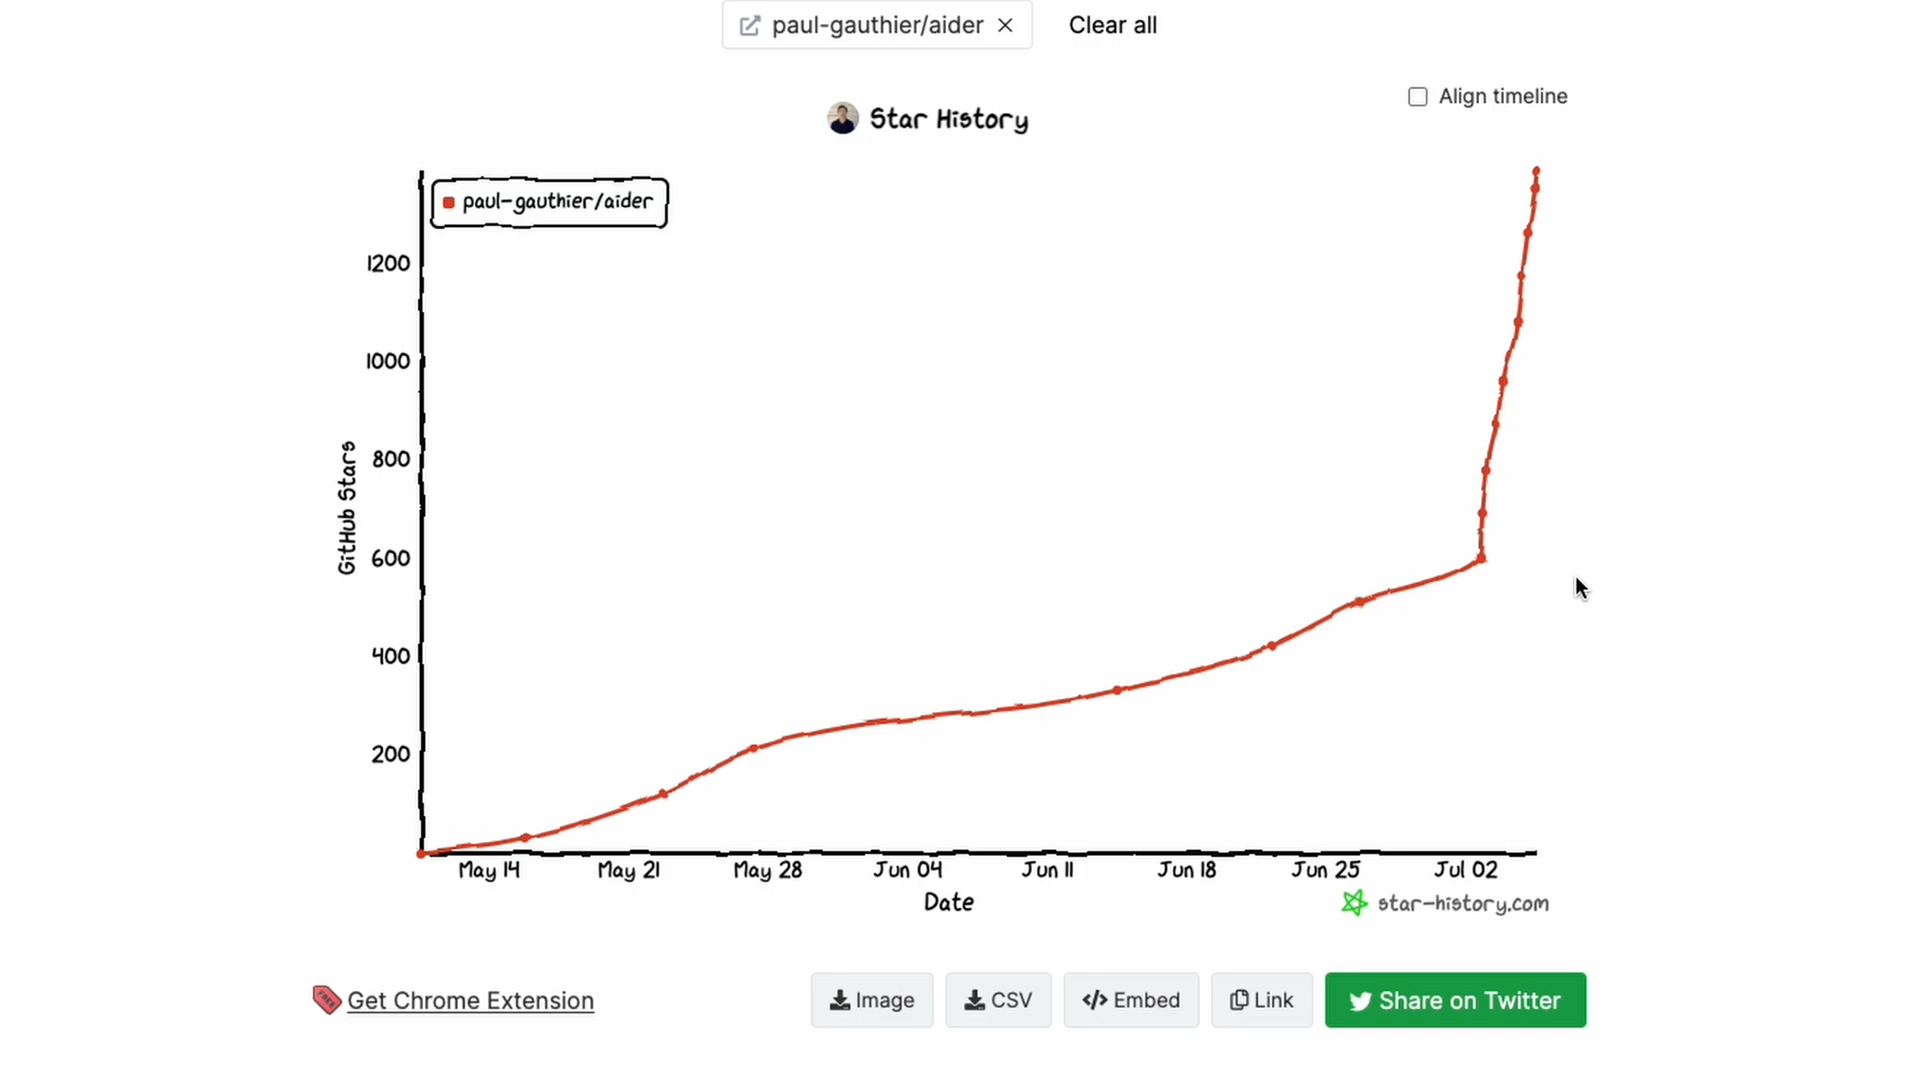 paul-gauthier/aider
Clear all
Align timeline
Star History
paul-gauthier/aider
1200
1000
800
600
400
200
GitHub Stars
May 14 May 21 May 28 Jun 04 Jun 11 Jun 18 Jun 25 Jul 02
Date
star-history.com
FREE
Get Chrome Extension
Image
CSV
Embed
Link
Share on Twitter